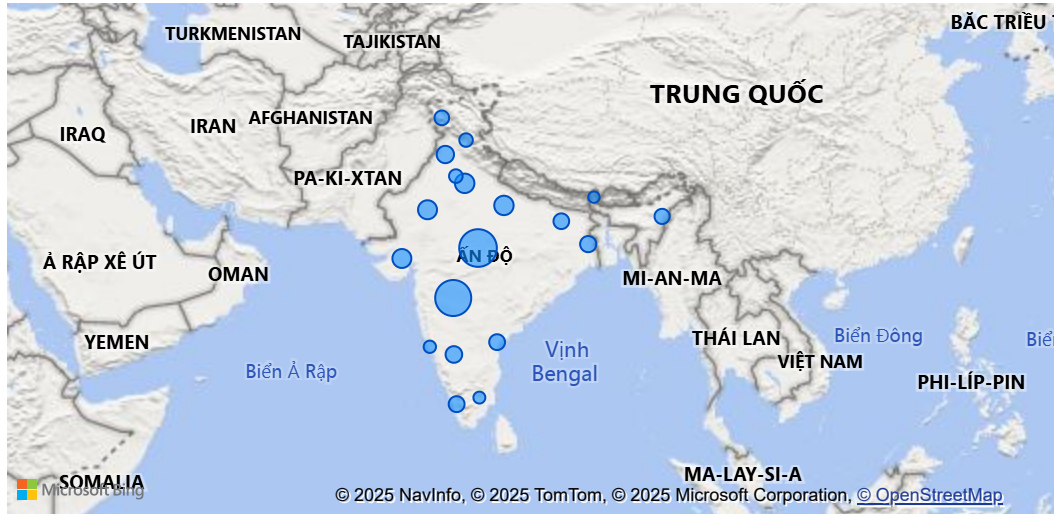 BẮC TRIỀU T
TURKMENISTAN
TAJIKISTAN
TRUNG QUỐC
AFGHANISTAN
IRAN
IRAQ
PA-KI-XTAN
Ả RẬP XÊ ÚT
OMAN
ẤN ĐỘ
MI-AN-MA
YEMEN
THÁI LAN
Biển Đông
Biể
Vịnh
Bengal
VIỆT NAM
Biển Ả Rập
PHI-LÍP-PIN
MA-LAY-SI-A
SOMALIA
Microsoft Bing
© 2025 NavInfo, © 2025 TomTom, © 2025 Microsoft Corporation, © OpenStreetMap